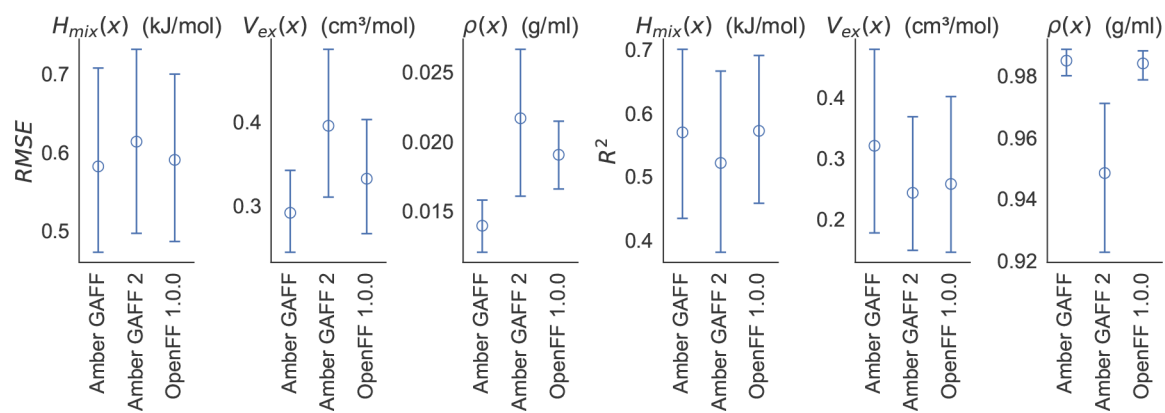 H_mix(x) (kJ/mol)
V_ex(x) (cm³/mol)
ρ(x) (g/ml)
H_mix(x) (kJ/mol)
V_ex(x) (cm³/mol)
ρ(x) (g/ml)
RMSE
0.7
0.6
0.5
0.4
0.3
0.025
0.020
0.015
R²
0.7
0.6
0.5
0.4
0.4
0.3
0.2
0.98
0.96
0.94
0.92
Amber GAFF
Amber GAFF 2
OpenFF 1.0.0
Amber GAFF
Amber GAFF 2
OpenFF 1.0.0
Amber GAFF
Amber GAFF 2
OpenFF 1.0.0
Amber GAFF
Amber GAFF 2
OpenFF 1.0.0
Amber GAFF
Amber GAFF 2
OpenFF 1.0.0
Amber GAFF
Amber GAFF 2
OpenFF 1.0.0